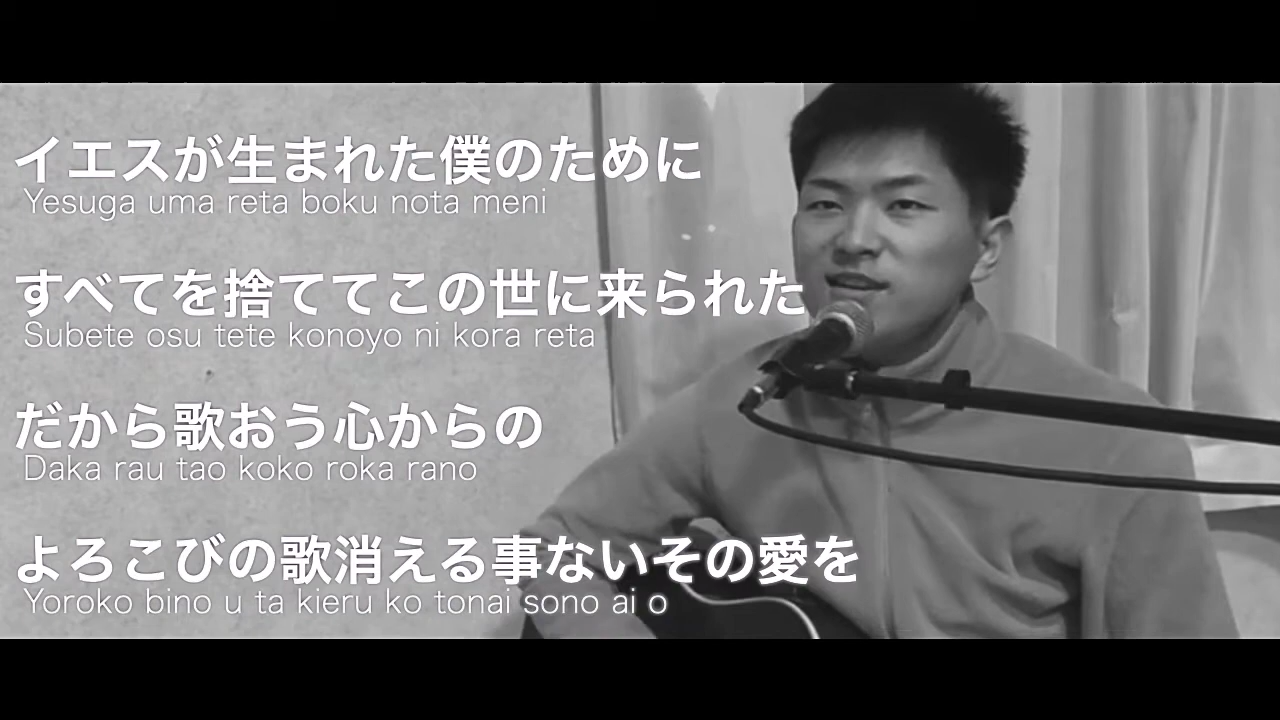 イエスが生まれた僕のために
Yesuga uma reta boku nota meni
すべてを捨ててこの世に来られた
Subete osu tete konoyo ni kora reta
だから歌おう心からの
Daka rau tao koko roka rano
よろこびの歌消える事ないその愛を
Yoroko bino u ta kieru ko tonai sono ai o